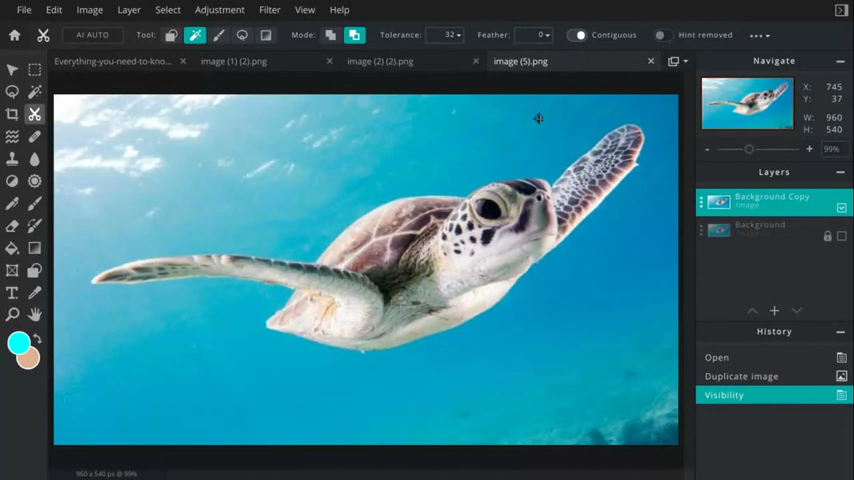 File Edit Image Layer Select Adjustment Filter View Help
AI AUTO Tool: Mode: Tolerance: 32 Feather: 0 Contiguous Hint removed
Everything-you-need-to-kno... image (1) (2).png image (2) (2).png image (5).png
Navigate
X: 745
Y: 37
W: 960
H: 540
- + 99%
Layers
Background Copy
Image
Background
Image
History
Open
Duplicate image
Visibility
960 x 540 px @ 99%